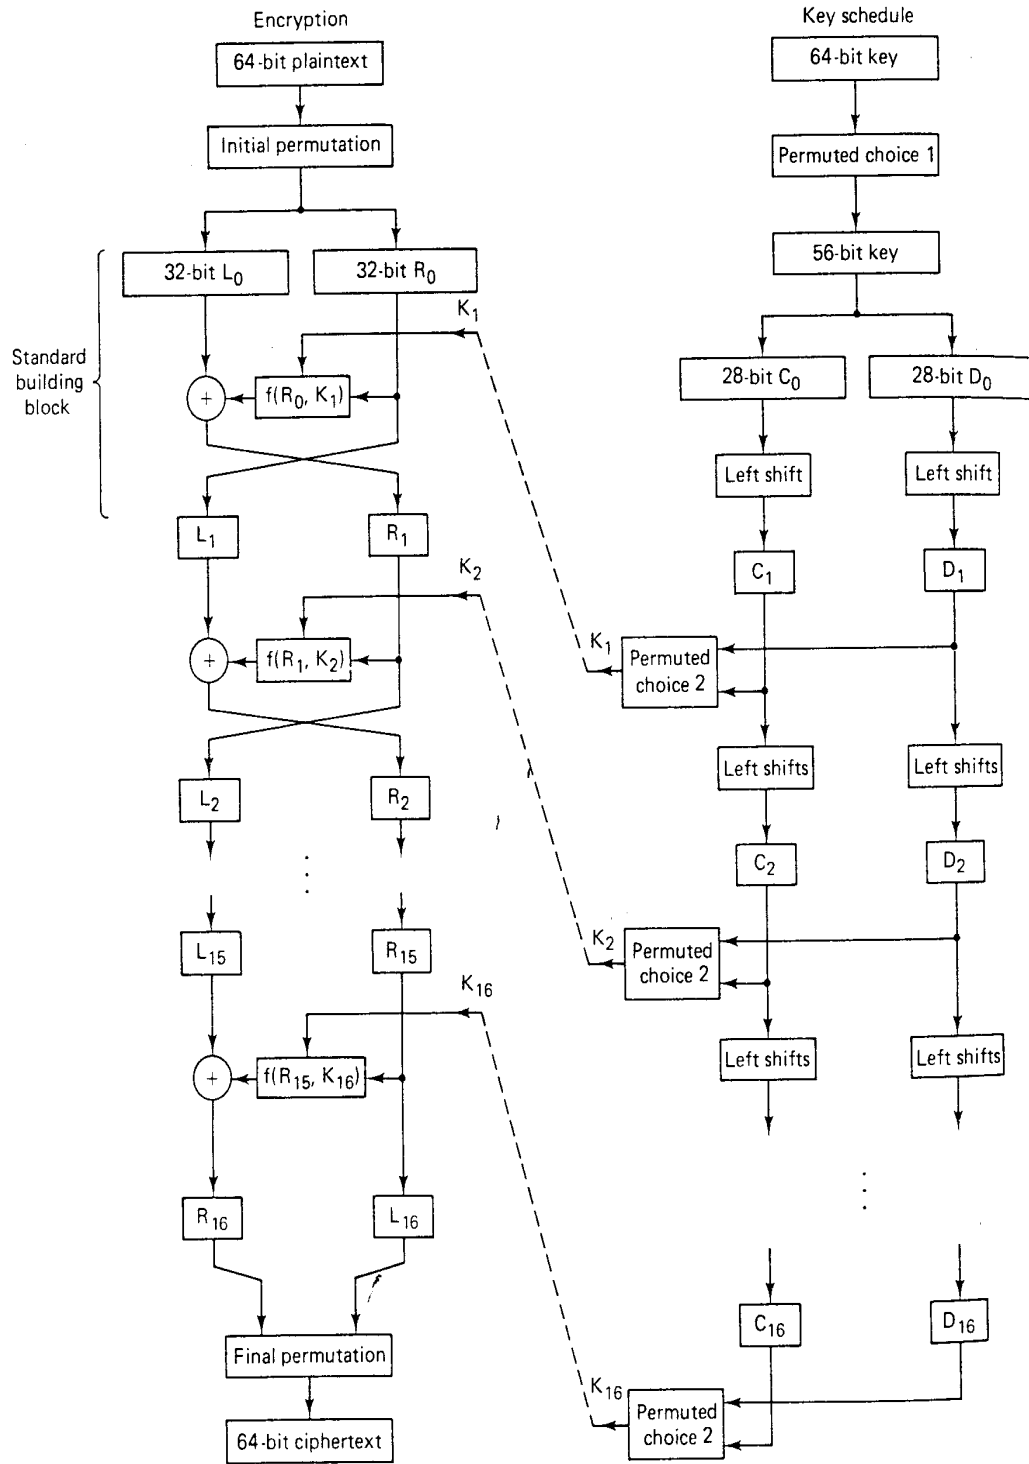 Encryption
64-bit plaintext
Initial permutation
32-bit L₀
32-bit R₀
K₁
Standard
building
block
+
f(R₀, K₁)
L₁
R₁
K₂
+
f(R₁, K₂)
L₂
R₂
L₁₅
R₁₅
K₁₆
+
f(R₁₅, K₁₆)
R₁₆
L₁₆
Final permutation
64-bit ciphertext
Key schedule
64-bit key
Permuted choice 1
56-bit key
28-bit C₀
28-bit D₀
Left shift
Left shift
C₁
D₁
K₁
Permuted
choice 2
Left shifts
Left shifts
C₂
D₂
K₂
Permuted
choice 2
Left shifts
Left shifts
C₁₆
D₁₆
K₁₆
Permuted
choice 2